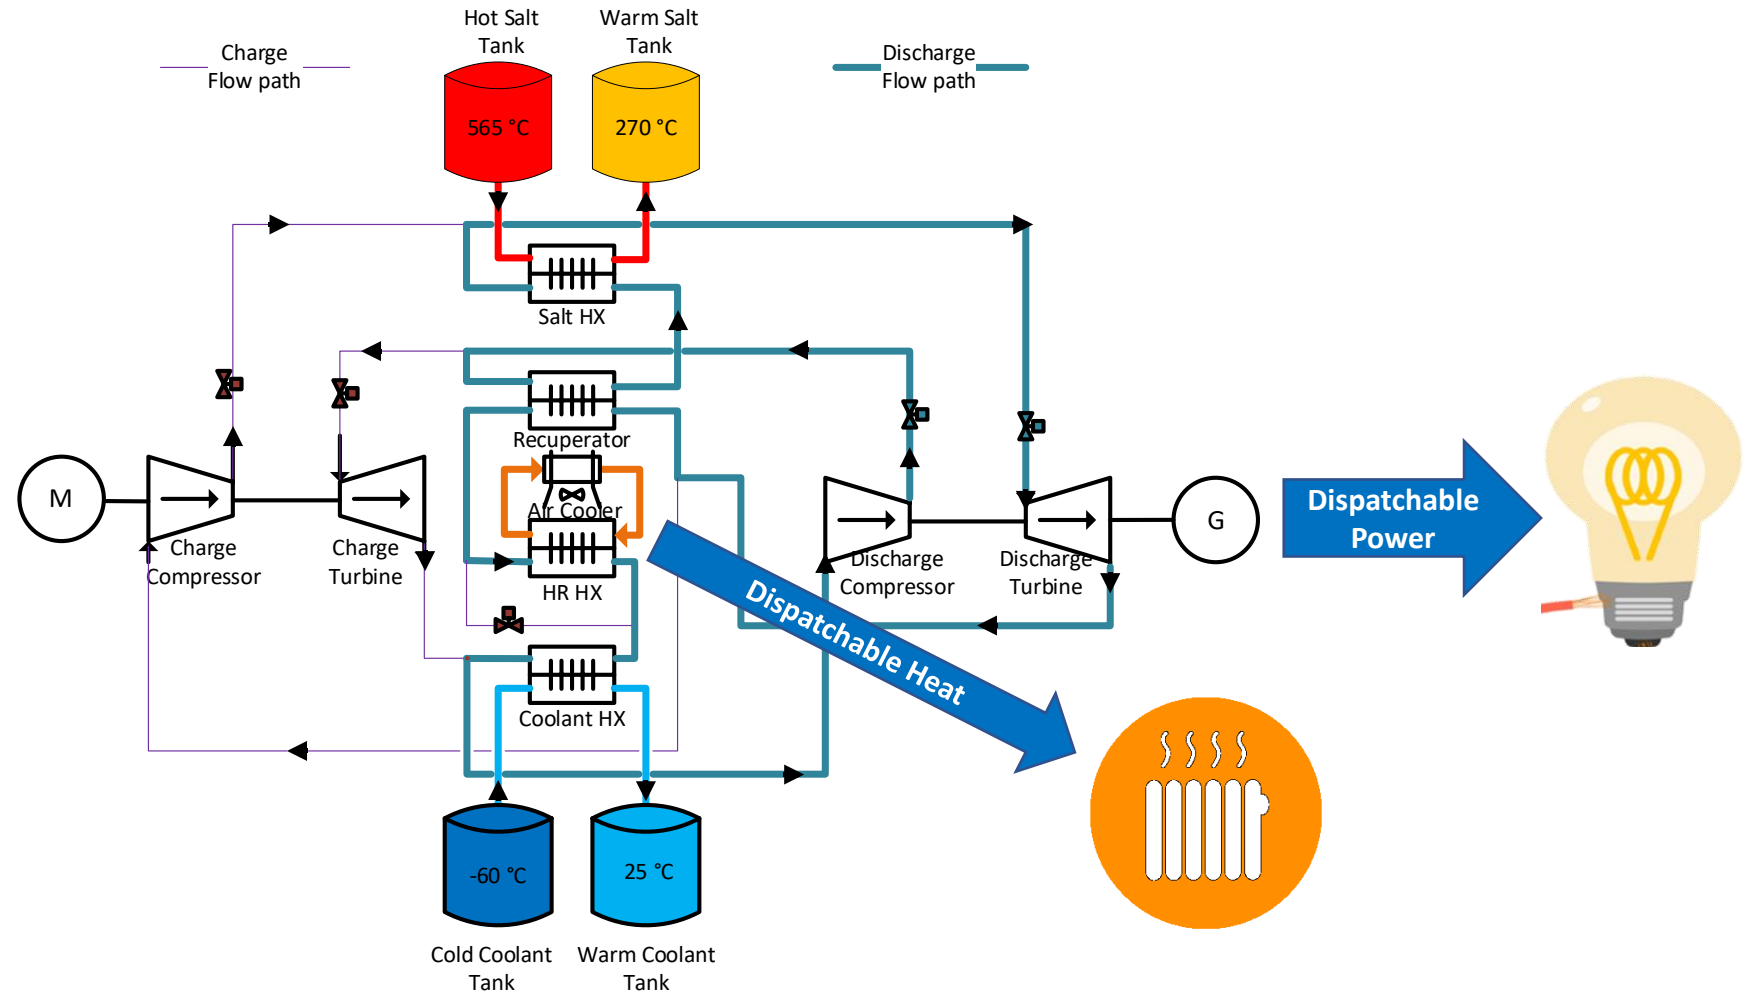 Hot Salt
Tank
Warm Salt
Tank
Charge
Flow path
Discharge
Flow path
565 °C
270 °C
Salt HX
Recuperator
Air Cooler
HR HX
M
Charge
Compressor
Charge
Turbine
Discharge
Compressor
Discharge
Turbine
G
Dispatchable
Power
Dispatchable Heat
Coolant HX
-60 °C
25 °C
Cold Coolant
Tank
Warm Coolant
Tank